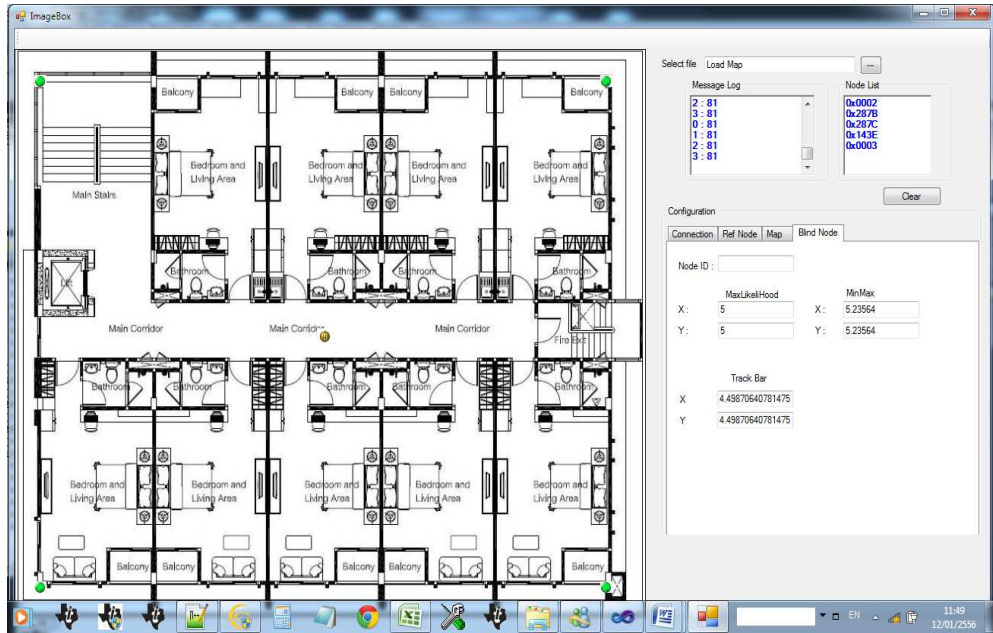 ImageBox
Select file
Load Map
...
Message Log
2 : 81
3 : 81
0 : 81
1 : 81
2 : 81
3 : 81
Node List
0x0002
0x287B
0x287C
0x143E
0x0003
Clear
Configuration
Connection Ref Node Map Blind Node
Node ID :
MaxLikeliHood MinMax
X : 5 X : 5.23564
Y : 5 Y : 5.23564
Track Bar
X 4.49870640781475
Y 4.49870640781475
Balcony Balcony Balcony Balcony
Bedroom and Bedroom and Bedroom and Bedroom and
Living Area Living Area Living Area Living Area
Main Stairs
Lift
Bathroom Bathroom Bathroom Bathroom
Main Corridor Main Corridor Main Corridor
Fire Exit
Bathroom Bathroom Bathroom Bathroom Bathroom
Bedroom and Bedroom and Bedroom and Bedroom and Bedroom and
Living Area Living Area Living Area Living Area Living Area
Balcony Balcony Balcony Balcony Balcony
EN
11:49
12/01/2556